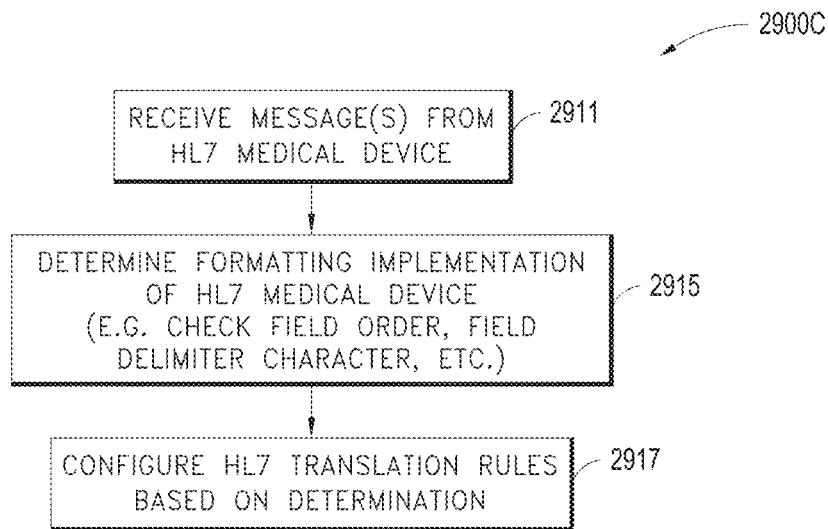 2900C
RECEIVE MESSAGE(S) FROM
HL7 MEDICAL DEVICE
2911
DETERMINE FORMATTING IMPLEMENTATION
OF HL7 MEDICAL DEVICE
(E.G. CHECK FIELD ORDER, FIELD
DELIMITER CHARACTER, ETC.)
2915
CONFIGURE HL7 TRANSLATION RULES
BASED ON DETERMINATION
2917